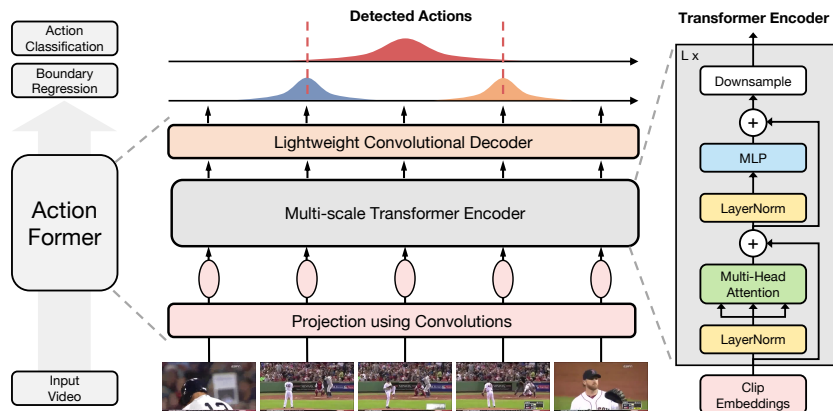 Action
Classification
Boundary
Regression
Action
Former
Input
Video
Detected Actions
Lightweight Convolutional Decoder
Multi-scale Transformer Encoder
Projection using Convolutions
12
Transformer Encoder
L x
Downsample
+
MLP
LayerNorm
+
Multi-Head
Attention
LayerNorm
Clip
Embeddings